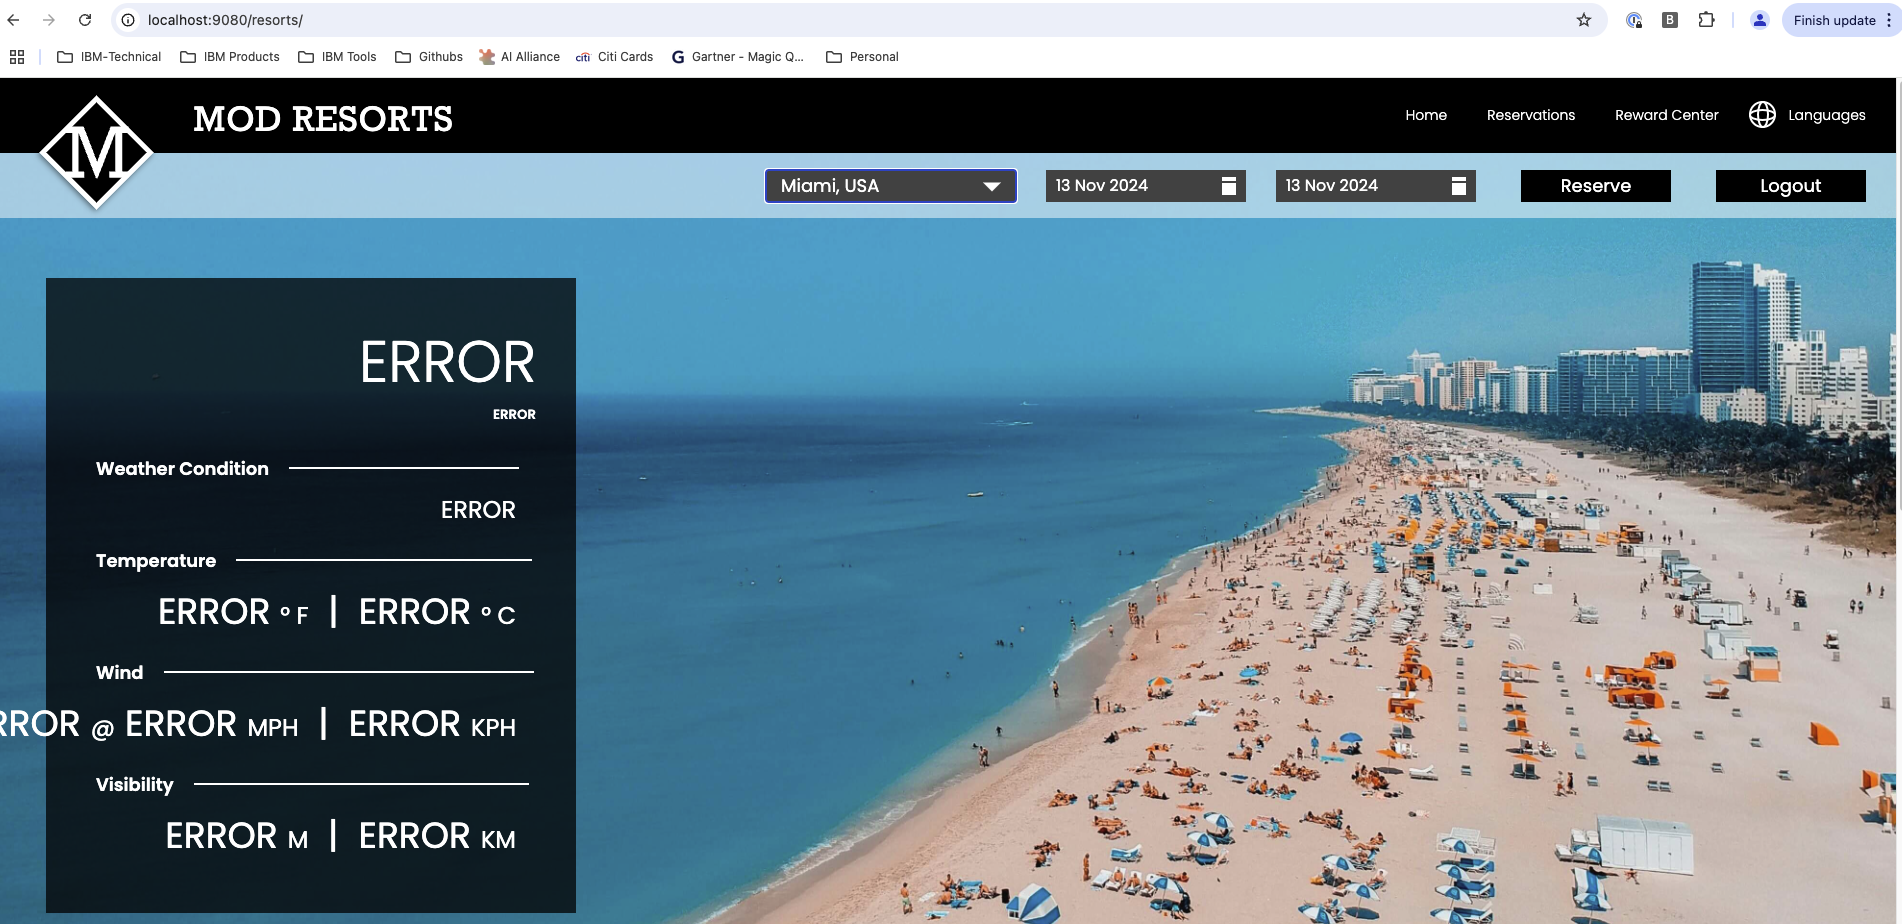 localhost:9080/resorts/
B
Finish update
IBM-Technical
IBM Products
IBM Tools
Githubs
AI Alliance
citi Citi Cards
G Gartner - Magic Q...
Personal
M
MOD RESORTS
Home
Reservations
Reward Center
Languages
Miami, USA
13 Nov 2024
13 Nov 2024
Reserve
Logout
ERROR
ERROR
Weather Condition
ERROR
Temperature
ERROR º F | ERROR º C
Wind
RROR @ ERROR MPH | ERROR KPH
Visibility
ERROR M | ERROR KM